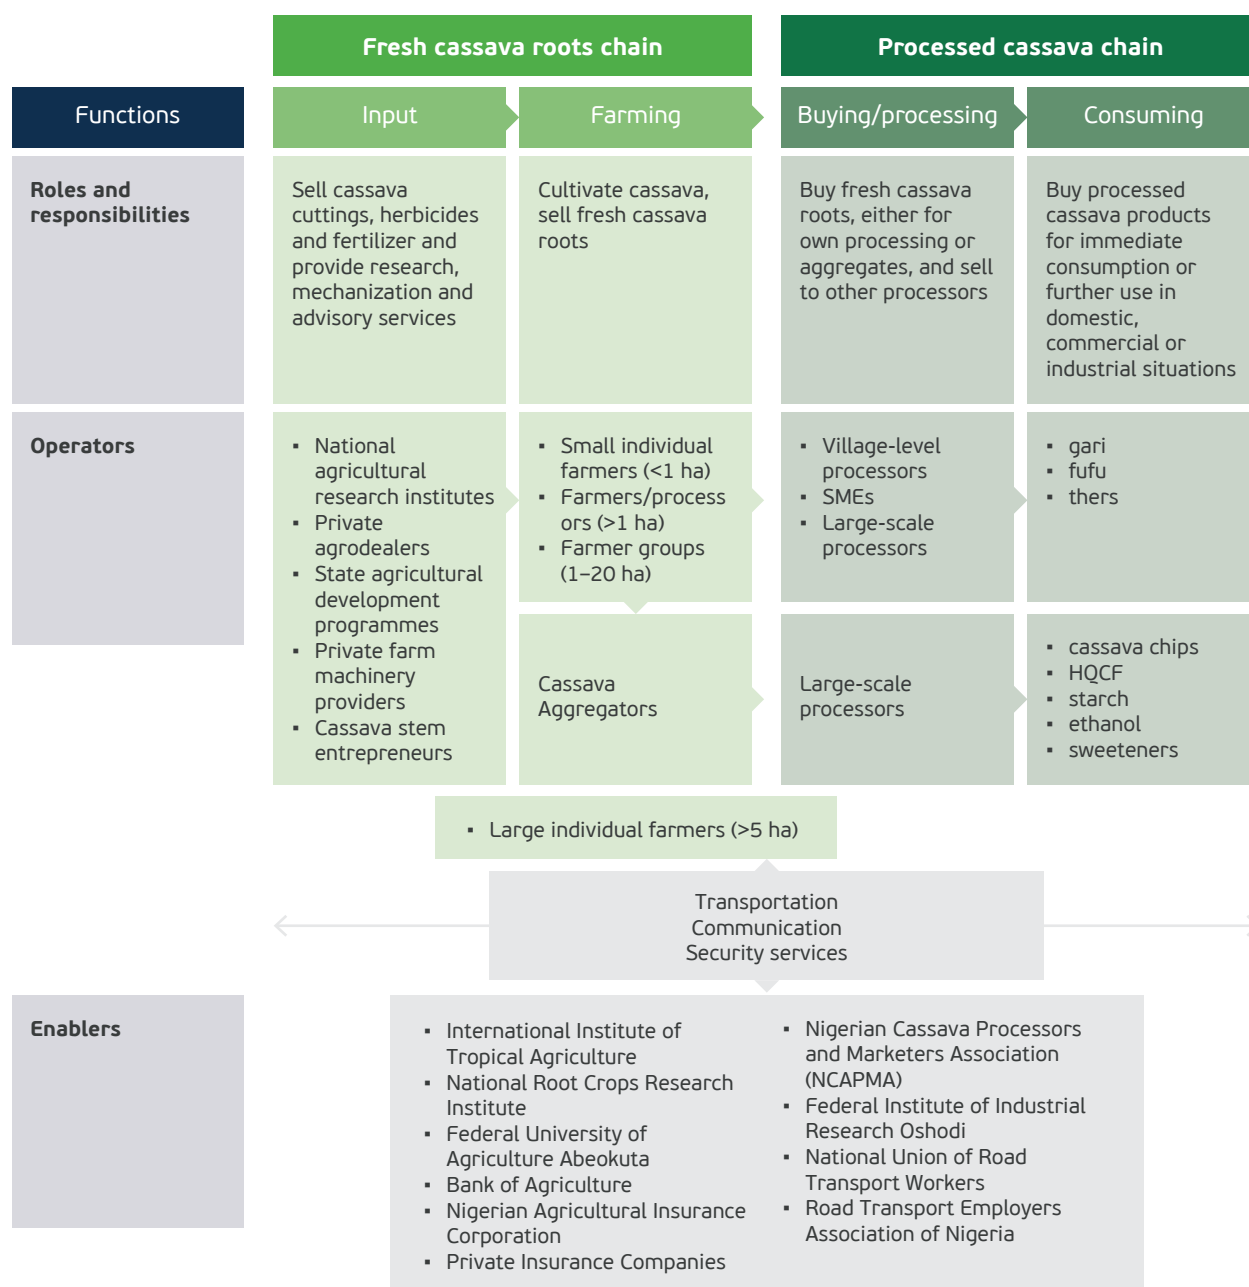 Fresh cassava roots chain
Processed cassava chain
Functions
Input
Farming
Buying/processing
Consuming
Roles and
responsibilities
Sell cassava
cuttings, herbicides
and fertilizer and
provide research,
mechanization and
advisory services
Cultivate cassava,
sell fresh cassava
roots
Buy fresh cassava
roots, either for
own processing or
aggregates, and sell
to other processors
Buy processed
cassava products
for immediate
consumption or
further use in
domestic,
commercial or
industrial situations
Operators
▪ National
agricultural
research institutes
▪ Private
agrodealers
▪ State agricultural
development
programmes
▪ Private farm
machinery
providers
▪ Cassava stem
entrepreneurs
▪ Small individual
farmers (<1 ha)
▪ Farmers/process
ors (>1 ha)
▪ Farmer groups
(1–20 ha)
▪ Village-level
processors
▪ SMEs
▪ Large-scale
processors
▪ gari
▪ fufu
▪ thers
Cassava
Aggregators
Large-scale
processors
▪ cassava chips
▪ HQCF
▪ starch
▪ ethanol
▪ sweeteners
▪ Large individual farmers (>5 ha)
Transportation
Communication
Security services
Enablers
▪ International Institute of
Tropical Agriculture
▪ National Root Crops Research
Institute
▪ Federal University of
Agriculture Abeokuta
▪ Bank of Agriculture
▪ Nigerian Agricultural Insurance
Corporation
▪ Private Insurance Companies
▪ Nigerian Cassava Processors
and Marketers Association
(NCAPMA)
▪ Federal Institute of Industrial
Research Oshodi
▪ National Union of Road
Transport Workers
▪ Road Transport Employers
Association of Nigeria